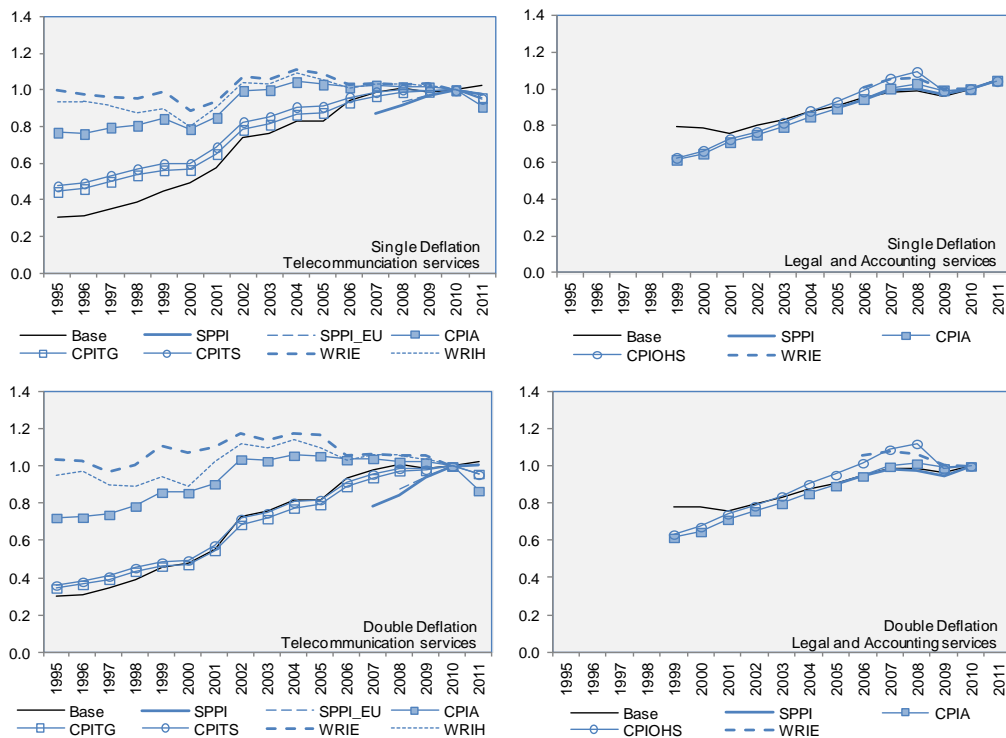 1.4
1.2
1.0
0.8
0.6
0.4
0.2
0.0
Single Deflation
Telecommunciation services
1995 1996 1997 1998 1999 2000 2001 2002 2003 2004 2005 2006 2007 2008 2009 2010 2011
Base SPPI SPPI_EU CPIA
CPITG CPITS WRIE WRIH
1.4
1.2
1.0
0.8
0.6
0.4
0.2
0.0
Single Deflation
Legal and Accounting services
1995 1996 1997 1998 1999 2000 2001 2002 2003 2004 2005 2006 2007 2008 2009 2010 2011
Base SPPI CPIA
CPIOHS WRIE
1.4
1.2
1.0
0.8
0.6
0.4
0.2
0.0
Double Deflation
Telecommunication services
1995 1996 1997 1998 1999 2000 2001 2002 2003 2004 2005 2006 2007 2008 2009 2010 2011
Base SPPI SPPI_EU CPIA
CPITG CPITS WRIE WRIH
1.4
1.2
1.0
0.8
0.6
0.4
0.2
0.0
Double Deflation
Legal and Accounting services
1995 1996 1997 1998 1999 2000 2001 2002 2003 2004 2005 2006 2007 2008 2009 2010 2011
Base SPPI CPIA
CPIOHS WRIE